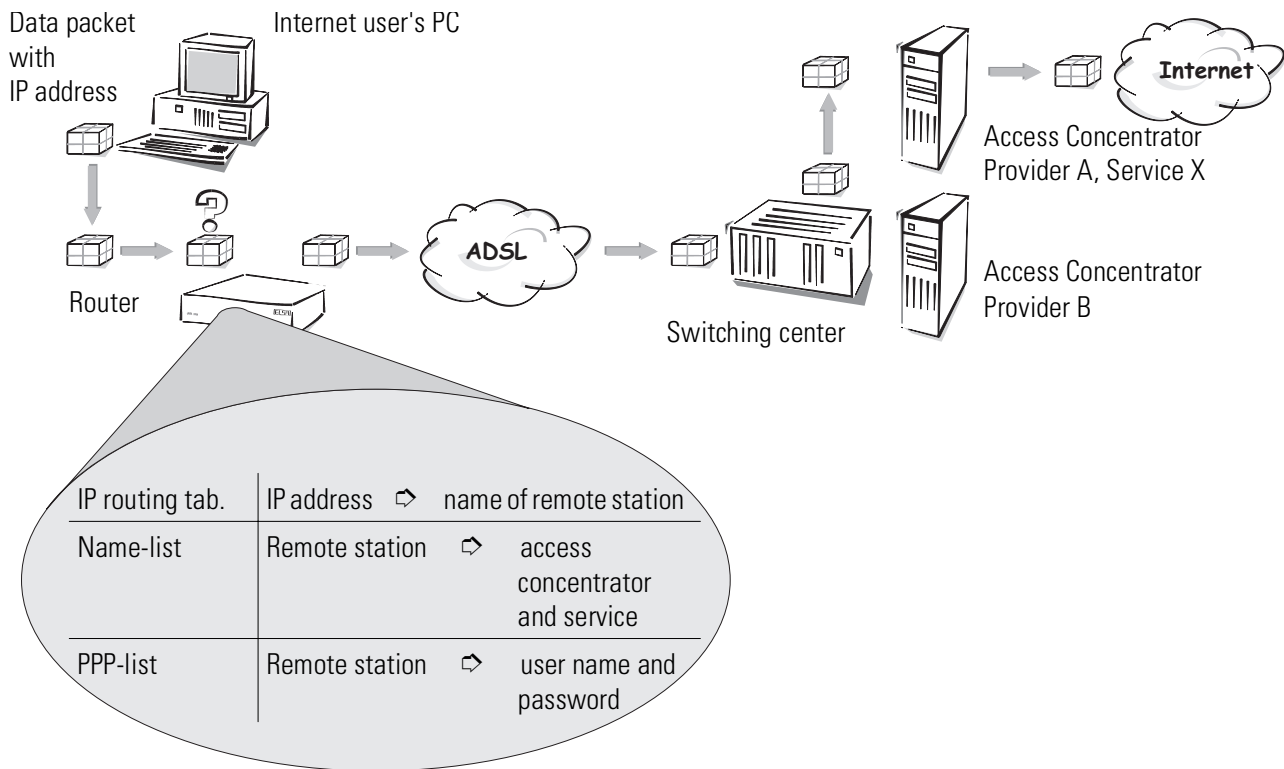 Data packet
with
IP address
Internet user's PC
Internet
Access Concentrator
Provider A, Service X
ADSL
Router
Access Concentrator
Provider B
Switching center
IP routing tab. IP address ➪ name of remote station
Name-list Remote station ➪ access
concentrator
and service
PPP-list Remote station ➪ user name and
password